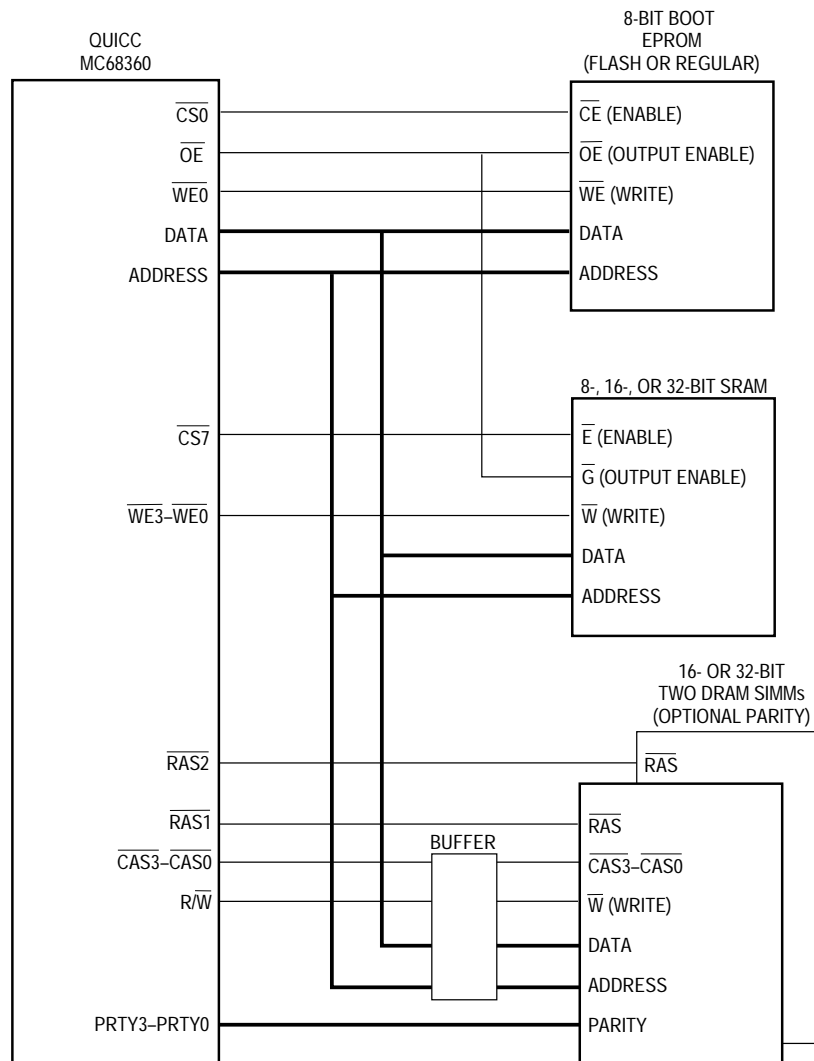 QUICC
MC68360
CS0
OE
WE0
DATA
ADDRESS
CS7
WE3–WE0
RAS2
RAS1
CAS3–CAS0
R/W
PRTY3–PRTY0
BUFFER
8-BIT BOOT
EPROM
(FLASH OR REGULAR)
CE (ENABLE)
OE (OUTPUT ENABLE)
WE (WRITE)
DATA
ADDRESS
8-, 16-, OR 32-BIT SRAM
E (ENABLE)
G (OUTPUT ENABLE)
W (WRITE)
DATA
ADDRESS
16- OR 32-BIT
TWO DRAM SIMMs
(OPTIONAL PARITY)
RAS
RAS
CAS3–CAS0
W (WRITE)
DATA
ADDRESS
PARITY